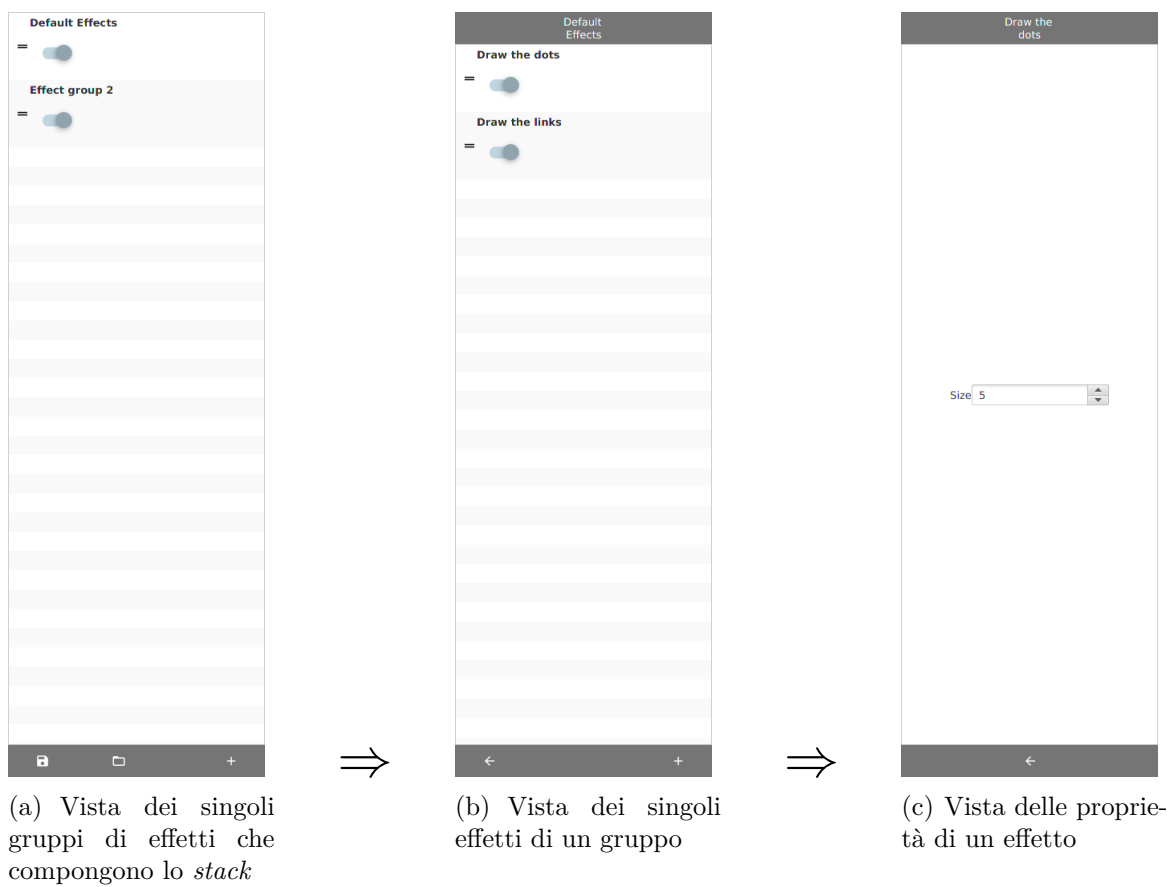 Default Effects
Effect group 2
Default
Effects
Draw the dots
Draw the links
Draw the
dots
Size 5
⇒
⇒
(a) Vista dei singoli
gruppi di effetti che
compongono lo stack
(b) Vista dei singoli
effetti di un gruppo
(c) Vista delle proprie-
tà di un effetto